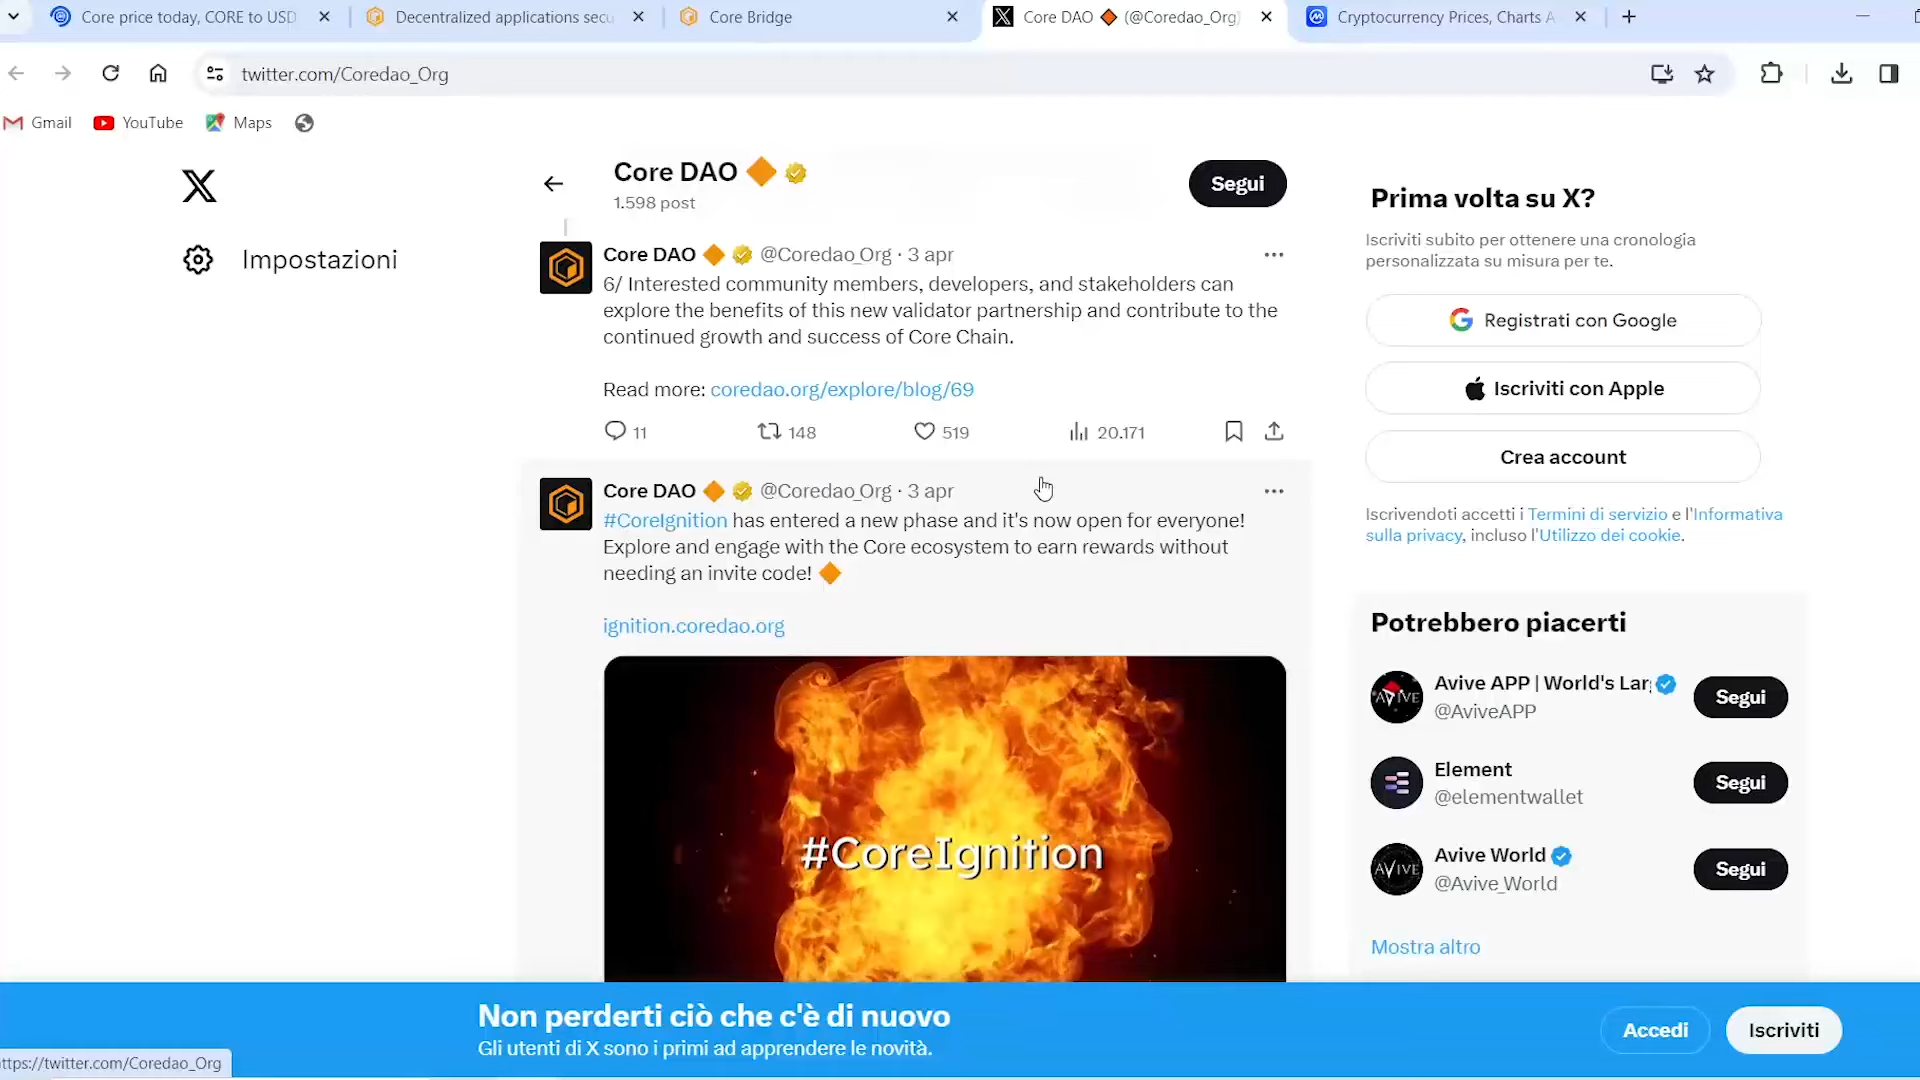 Core price today, CORE to USD
Decentralized applications secu
Core Bridge
Core DAO 🔶 (@Coredao_Org)
Cryptocurrency Prices, Charts A
twitter.com/Coredao_Org
Gmail
YouTube
Maps
Core DAO 🔶
1.598 post
Segui
Impostazioni
Core DAO 🔶 @Coredao_Org · 3 apr
6/ Interested community members, developers, and stakeholders can
explore the benefits of this new validator partnership and contribute to the
continued growth and success of Core Chain.
Read more: coredao.org/explore/blog/69
11 148 519 20.171
Core DAO 🔶 @Coredao_Org · 3 apr
#CoreIgnition has entered a new phase and it's now open for everyone!
Explore and engage with the Core ecosystem to earn rewards without
needing an invite code! 🔶
ignition.coredao.org
#CoreIgnition
Prima volta su X?
Iscriviti subito per ottenere una cronologia
personalizzata su misura per te.
Registrati con Google
Iscriviti con Apple
Crea account
Iscrivendoti accetti i Termini di servizio e l'Informativa
sulla privacy, incluso l'Utilizzo dei cookie.
Potrebbero piacerti
AVIVE
Avive APP | World's Lar
@AviveAPP
Segui
Element
@elementwallet
Segui
AVIVE
Avive World
@Avive_World
Segui
Mostra altro
Non perderti ciò che c'è di nuovo
Gli utenti di X sono i primi ad apprendere le novità.
Accedi
Iscriviti
ttps://twitter.com/Coredao_Org